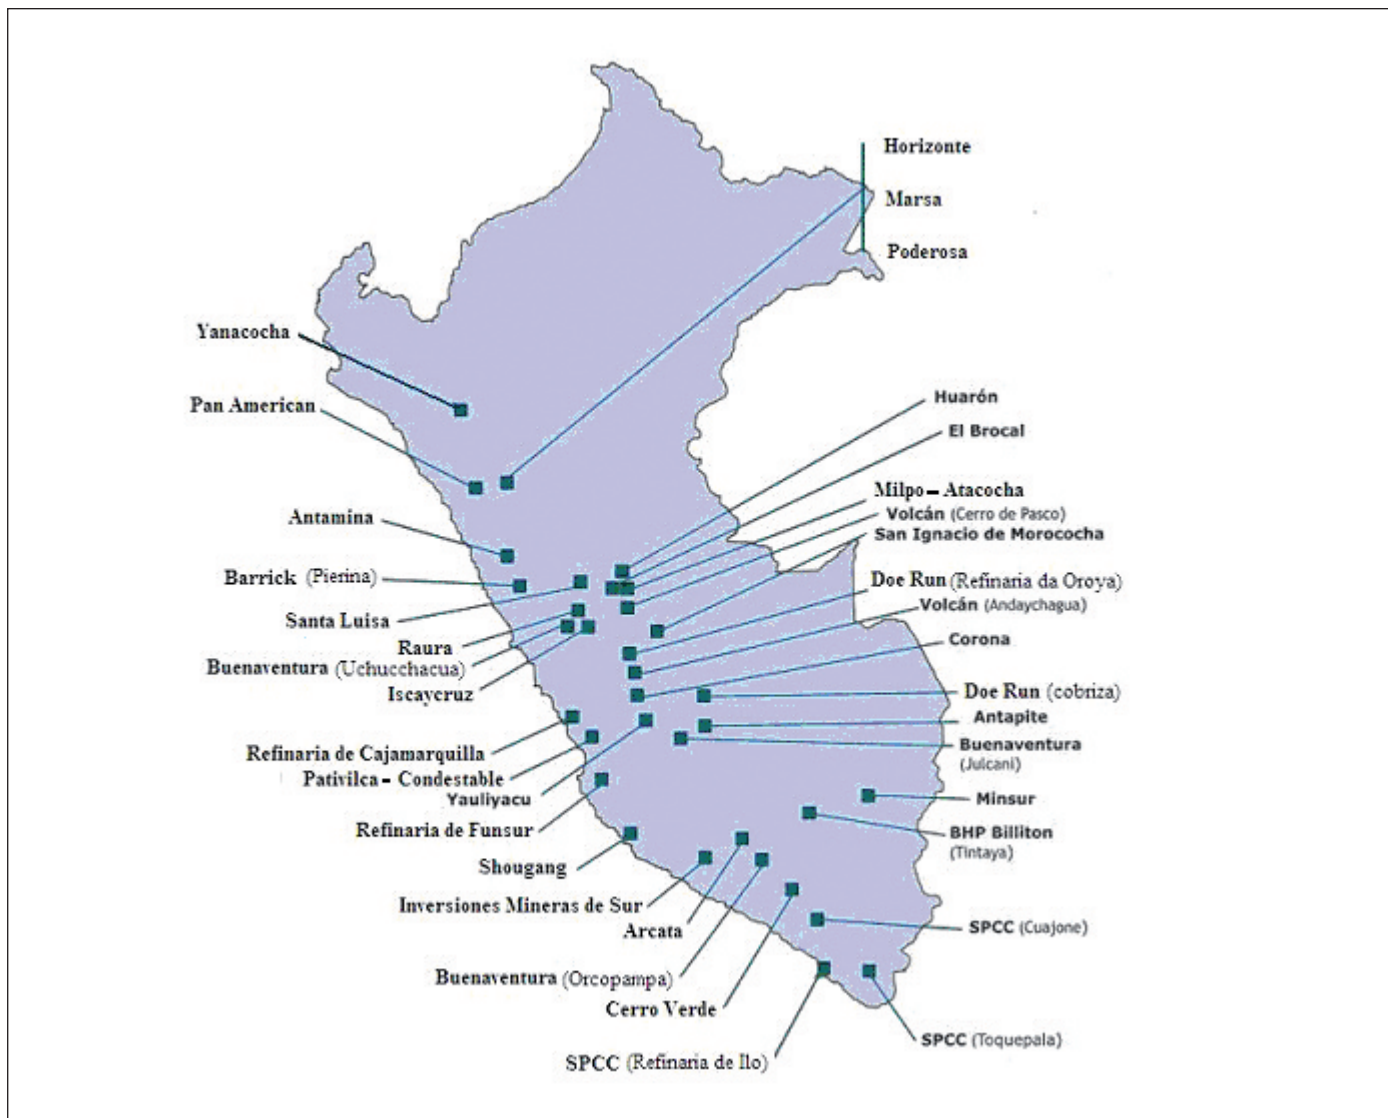 Horizonte
Marsa
Poderosa
Yanacocha
Pan American
Huarón
El Brocal
Milpo – Atacocha
Volcán (Cerro de Pasco)
San Ignacio de Morococha
Antamina
Barrick (Pierina)
Doe Run (Refinaria da Oroya)
Volcán (Andaychagua)
Santa Luisa
Corona
Raura
Buenaventura (Uchucchacua)
Iscaycruz
Doe Run (cobriza)
Antapite
Buenaventura
(Julcani)
Refinaria de Cajamarquilla
Pativilca – Condestable
Yauliyacu
Minsur
Refinaria de Funsur
BHP Billiton
(Tintaya)
Shougang
Inversiones Mineras de Sur
Arcata
SPCC (Cuajone)
Buenaventura (Orcopampa)
Cerro Verde
SPCC (Toquepala)
SPCC (Refinaria de Ilo)